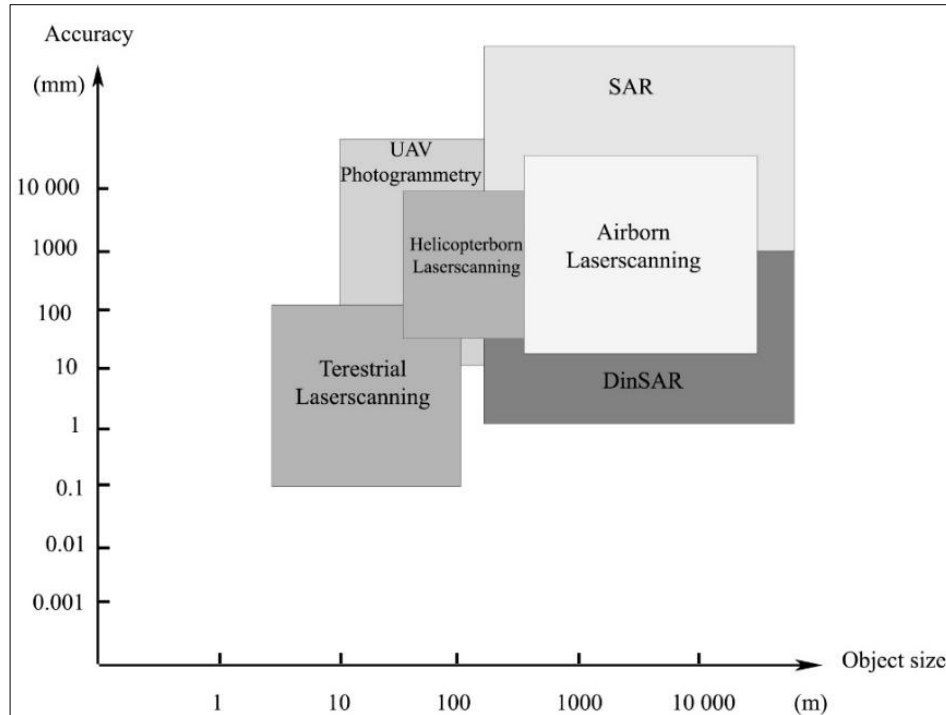 Accuracy
(mm)
SAR
UAV
Photogrammetry
10 000
Helicopterborn
Laserscanning
Airborn
Laserscanning
1000
100
Terestrial
Laserscanning
10
DinSAR
1
0.1
0.01
0.001
Object size
1 10 100 1000 10 000 (m)